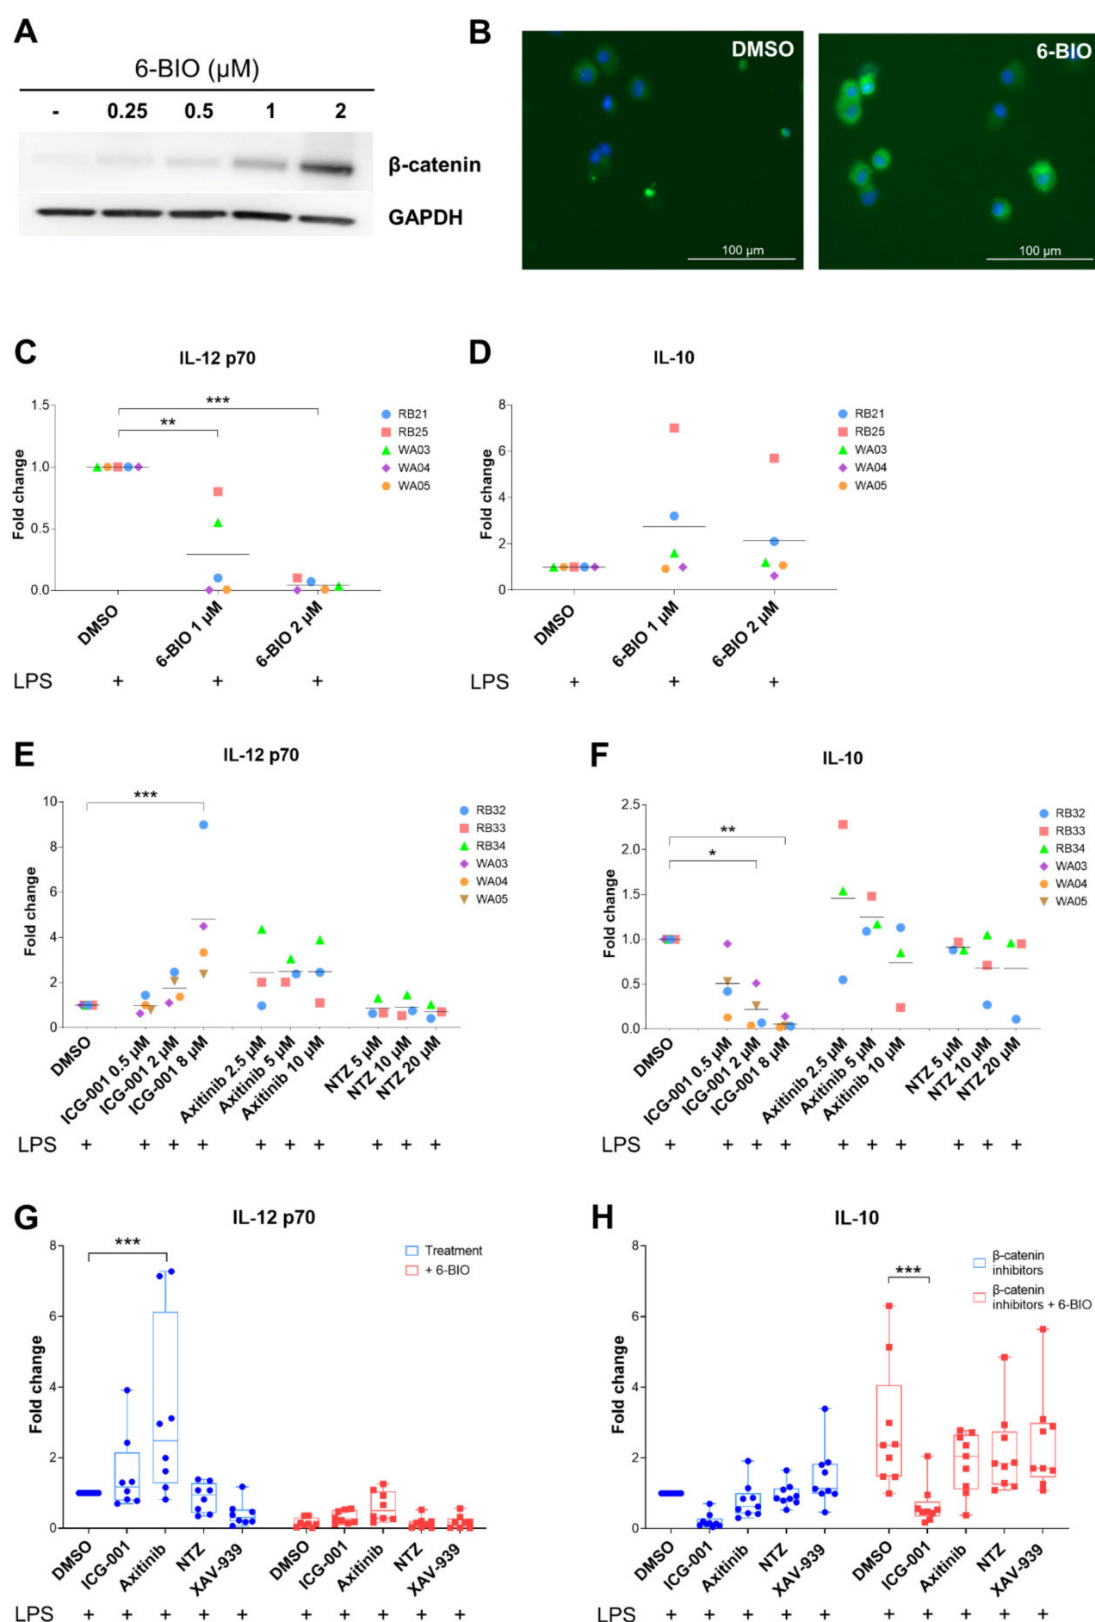 A
6-BIO (µM)
- 0.25 0.5 1 2
β-catenin
GAPDH
B
DMSO
100 µm
6-BIO
100 µm
C
IL-12 p70
Fold change
1.5
1.0
0.5
0.0
**
***
RB21
RB25
WA03
WA04
WA05
DMSO
6-BIO 1 µM
6-BIO 2 µM
LPS + + +
D
IL-10
Fold change
8
6
4
2
0
RB21
RB25
WA03
WA04
WA05
DMSO
6-BIO 1 µM
6-BIO 2 µM
LPS + + +
E
IL-12 p70
Fold change
10
8
6
4
2
0
***
RB32
RB33
RB34
WA03
WA04
WA05
DMSO
ICG-001 0.5 µM
ICG-001 2 µM
ICG-001 8 µM
Axitinib 2.5 µM
Axitinib 5 µM
Axitinib 10 µM
NTZ 5 µM
NTZ 10 µM
NTZ 20 µM
LPS + + + + + + + + + +
F
IL-10
Fold change
2.5
2.0
1.5
1.0
0.5
0.0
**
*
RB32
RB33
RB34
WA03
WA04
WA05
DMSO
ICG-001 0.5 µM
ICG-001 2 µM
ICG-001 8 µM
Axitinib 2.5 µM
Axitinib 5 µM
Axitinib 10 µM
NTZ 5 µM
NTZ 10 µM
NTZ 20 µM
LPS + + + + + + + + + +
G
IL-12 p70
Fold change
8
6
4
2
0
***
Treatment
+ 6-BIO
DMSO
ICG-001
Axitinib
NTZ
XAV-939
DMSO
ICG-001
Axitinib
NTZ
XAV-939
LPS + + + + + + + + + +
H
IL-10
Fold change
8
6
4
2
0
***
β-catenin
inhibitors
β-catenin
inhibitors + 6-BIO
DMSO
ICG-001
Axitinib
NTZ
XAV-939
DMSO
ICG-001
Axitinib
NTZ
XAV-939
LPS + + + + + + + + + +